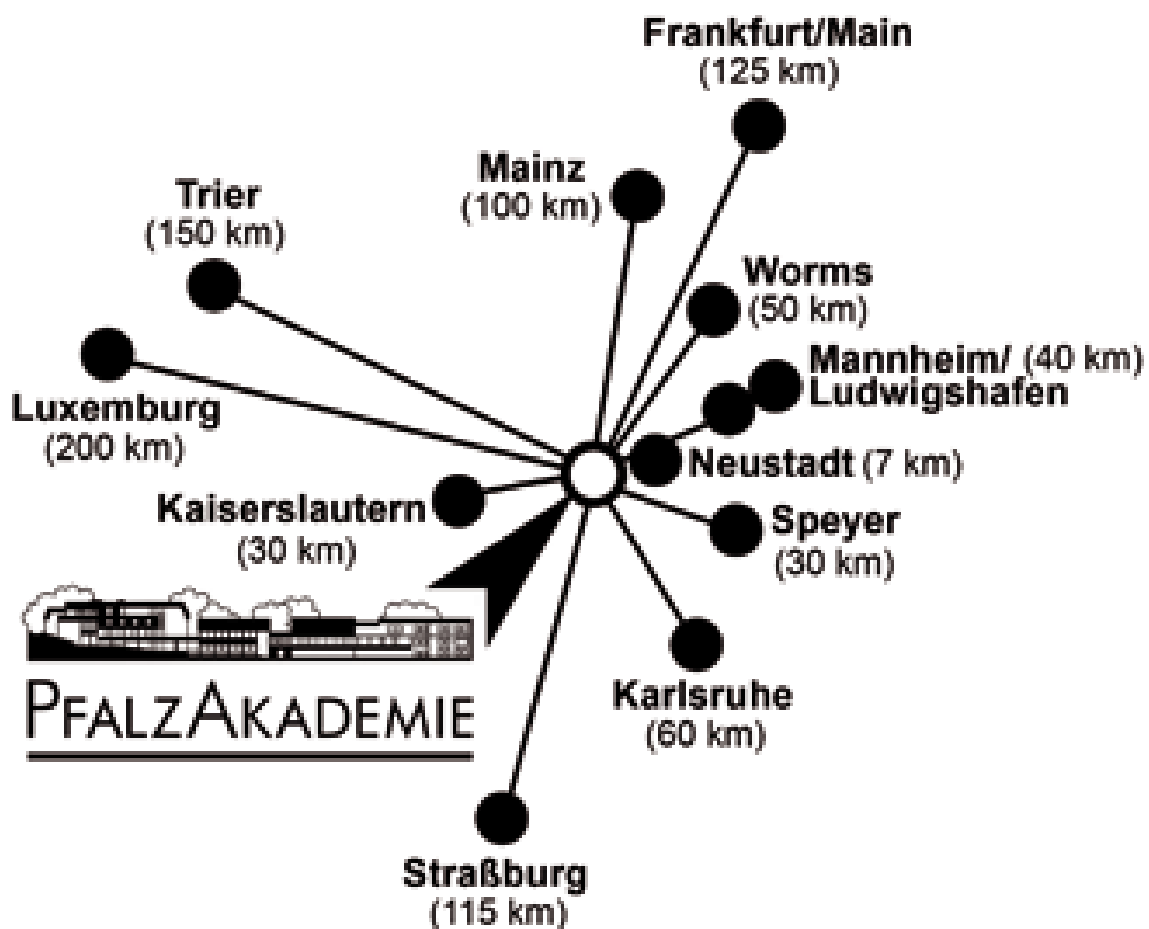 Frankfurt/Main
(125 km)
Mainz
(100 km)
Trier
(150 km)
Worms
(50 km)
Mannheim/ (40 km)
Ludwigshafen
Luxemburg
(200 km)
Neustadt (7 km)
Kaiserslautern
(30 km)
Speyer
(30 km)
PFALZAKADEMIE
Karlsruhe
(60 km)
Straßburg
(115 km)